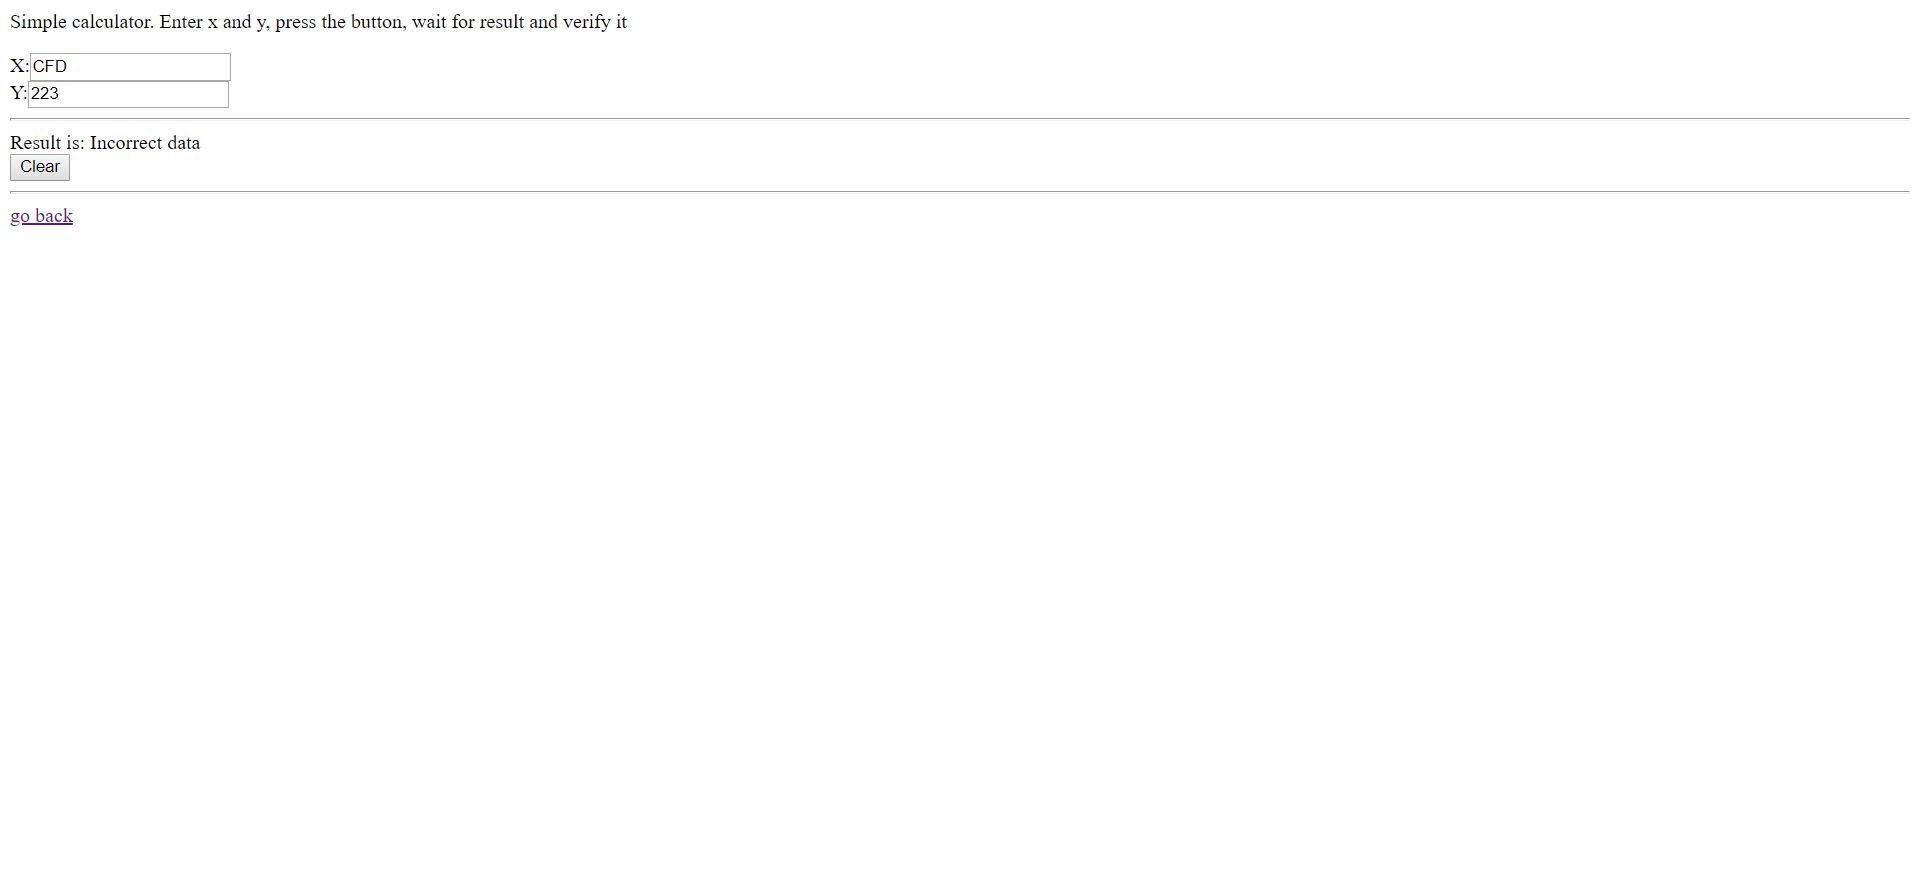 Simple calculator. Enter x and y, press the button, wait for result and verify it
X: CFD
Y: 223
Result is: Incorrect data
Clear
go back